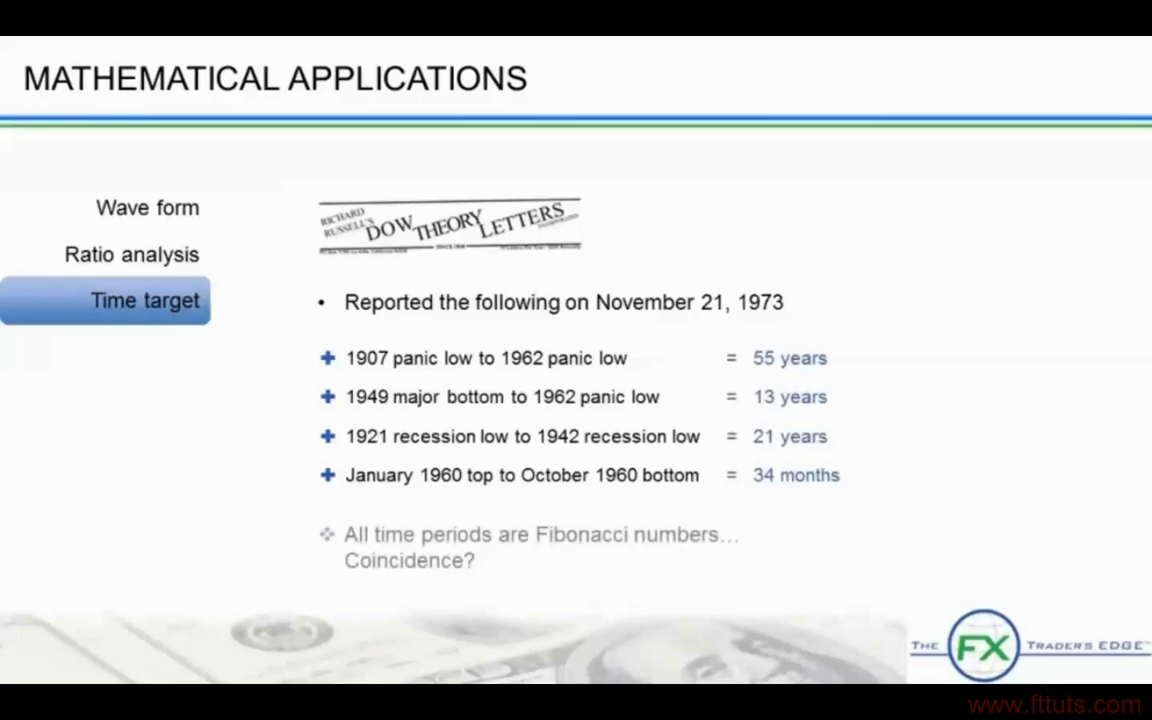 MATHEMATICAL APPLICATIONS
Wave form
Ratio analysis
Time target
RICHARD RUSSELL'S DOW THEORY LETTERS
• Reported the following on November 21, 1973
1907 panic low to 1962 panic low = 55 years
1949 major bottom to 1962 panic low = 13 years
1921 recession low to 1942 recession low = 21 years
January 1960 top to October 1960 bottom = 34 months
All time periods are Fibonacci numbers…
Coincidence?
THE FX TRADER'S EDGE™
www.fttuts.com